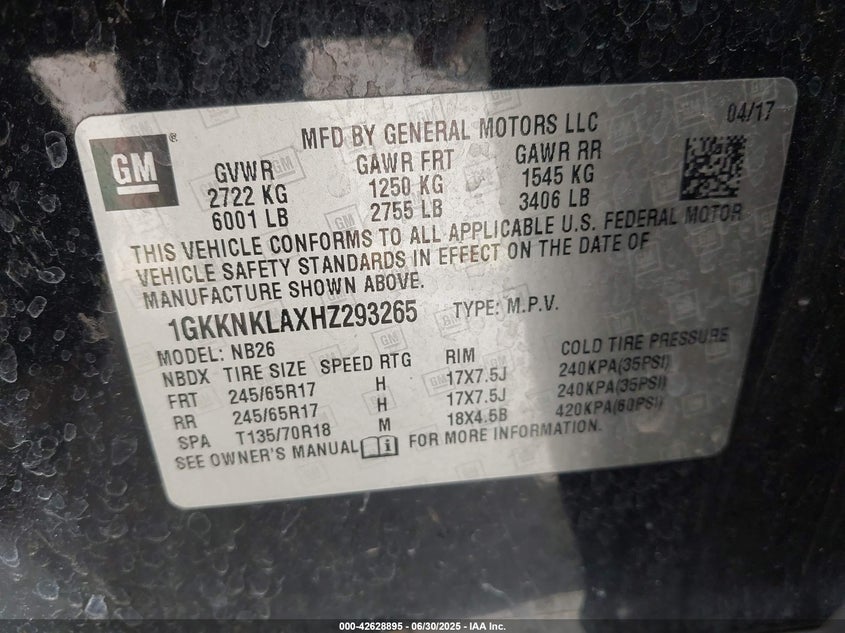 GM ®
MFD BY GENERAL MOTORS LLC
04/17
GVWR GAWR FRT GAWR RR
2722 KG 1250 KG 1545 KG
6001 LB 2755 LB 3406 LB
THIS VEHICLE CONFORMS TO ALL APPLICABLE U.S. FEDERAL MOTOR
VEHICLE SAFETY STANDARDS IN EFFECT ON THE DATE OF
MANUFACTURE SHOWN ABOVE.
1GKKNKLAXHZ293265 TYPE: M.P.V.
MODEL: NB26
NBDX TIRE SIZE SPEED RTG RIM COLD TIRE PRESSURE
FRT 245/65R17 H 17X7.5J 240KPA(35PSI)
RR 245/65R17 H 17X7.5J 240KPA(35PSI)
SPA T135/70R18 M 18X4.5B 420KPA(60PSI)
SEE OWNER'S MANUAL FOR MORE INFORMATION.
000-42628895 - 06/30/2025 - IAA Inc.